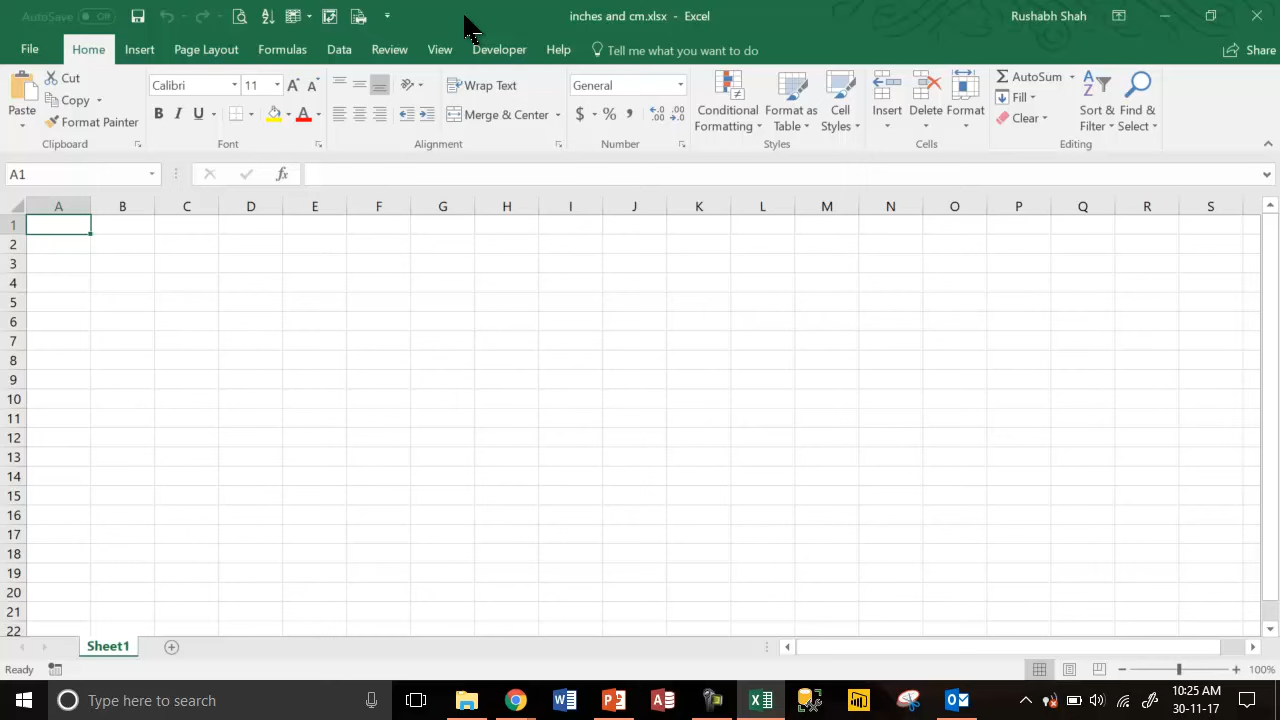 AutoSave Off
inches and cm.xlsx - Excel
Rushabh Shah
File Home Insert Page Layout Formulas Data Review View Developer Help Tell me what you want to do Share
Paste
Cut
Copy
Format Painter
Clipboard
Calibri 11
A A
B I U A
Font
Wrap Text
Merge & Center
Alignment
General
$ % ,
Number
Conditional Formatting
Format as Table
Cell Styles
Styles
Insert
Delete
Format
Cells
AutoSum
Fill
Clear
Sort & Filter
Find & Select
Editing
A1
fx
A B C D E F G H I J K L M N O P Q R S
1
2
3
4
5
6
7
8
9
10
11
12
13
14
15
16
17
18
19
20
21
22
Sheet1
Ready
100%
Type here to search
10:25 AM
30-11-17